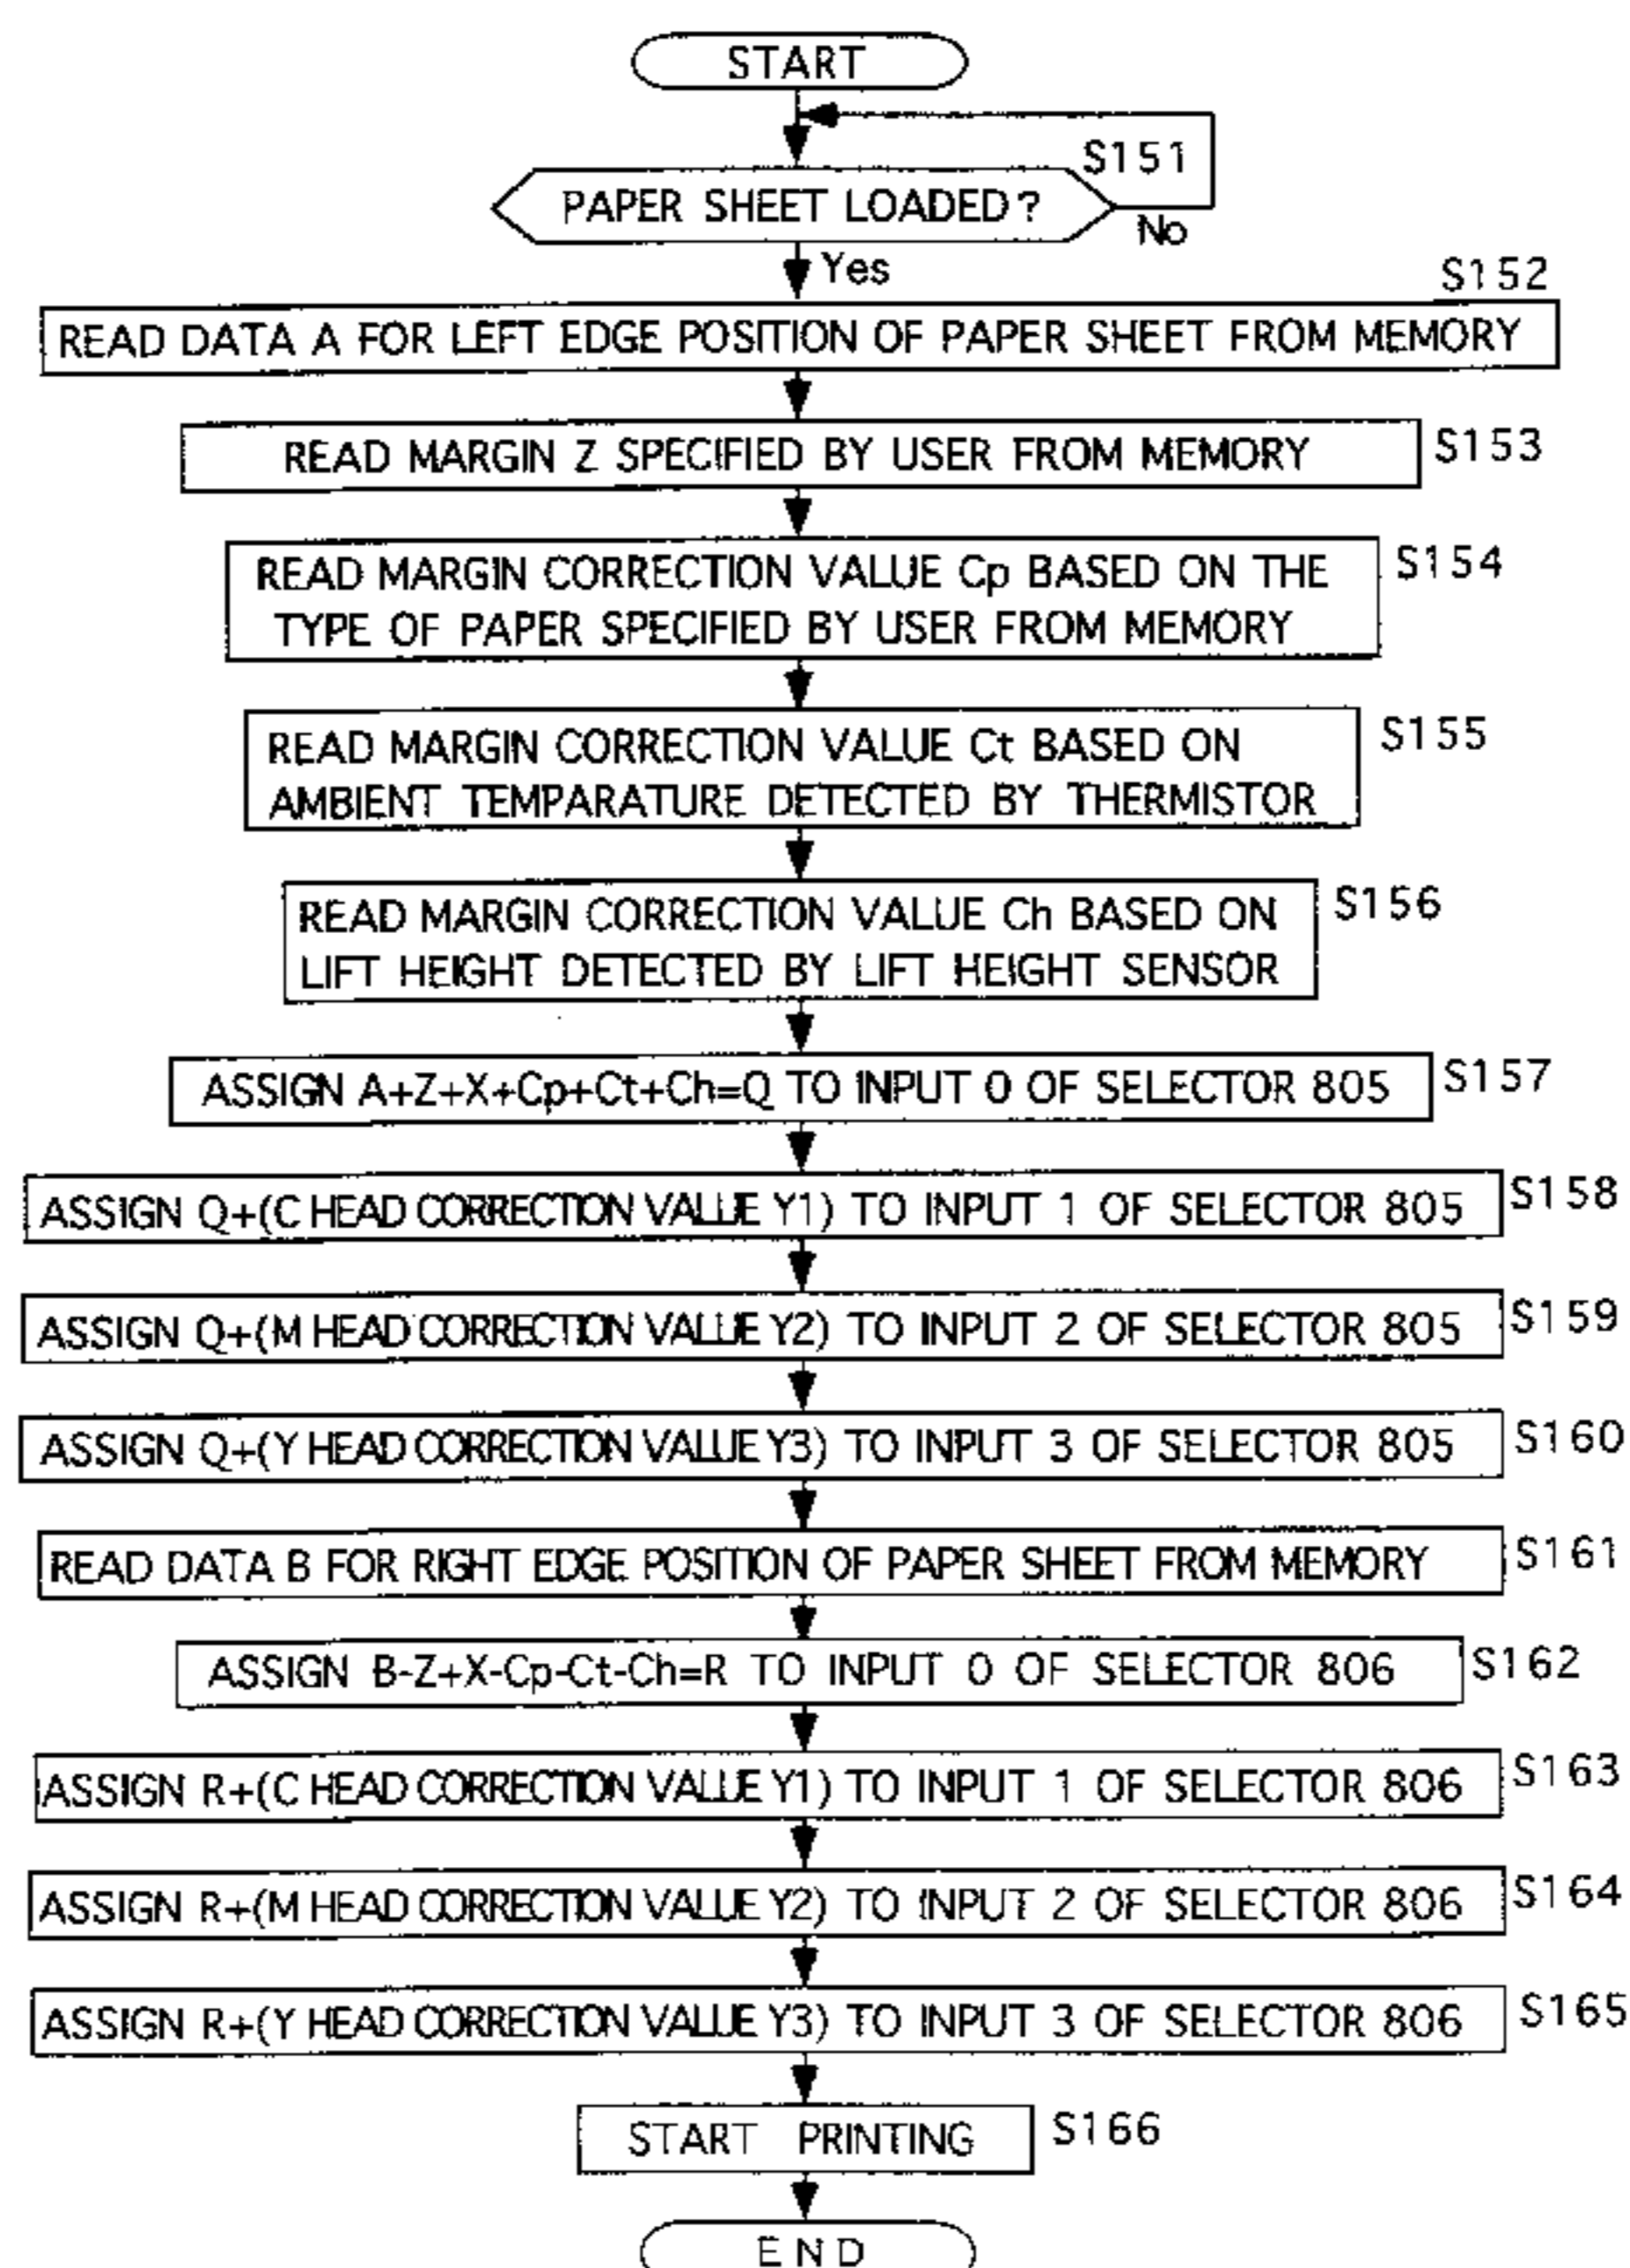 START
S151
PAPER SHEET LOADED?
No
Yes
S152
READ DATA A FOR LEFT EDGE POSITION OF PAPER SHEET FROM MEMORY
READ MARGIN Z SPECIFIED BY USER FROM MEMORY
S153
READ MARGIN CORRECTION VALUE Cp BASED ON THE
TYPE OF PAPER SPECIFIED BY USER FROM MEMORY
S154
READ MARGIN CORRECTION VALUE Ct BASED ON
AMBIENT TEMPARATURE DETECTED BY THERMISTOR
S155
READ MARGIN CORRECTION VALUE Ch BASED ON
LIFT HEIGHT DETECTED BY LIFT HEIGHT SENSOR
S156
ASSIGN A+Z+X+Cp+Ct+Ch=Q TO INPUT 0 OF SELECTOR 805
S157
ASSIGN Q+(C HEAD CORRECTION VALUE Y1) TO INPUT 1 OF SELECTOR 805
S158
ASSIGN Q+(M HEAD CORRECTION VALUE Y2) TO INPUT 2 OF SELECTOR 805
S159
ASSIGN Q+(Y HEAD CORRECTION VALUE Y3) TO INPUT 3 OF SELECTOR 805
S160
READ DATA B FOR RIGHT EDGE POSITION OF PAPER SHEET FROM MEMORY
S161
ASSIGN B-Z+X-Cp-Ct-Ch=R TO INPUT 0 OF SELECTOR 806
S162
ASSIGN R+(C HEAD CORRECTION VALUE Y1) TO INPUT 1 OF SELECTOR 806
S163
ASSIGN R+(M HEAD CORRECTION VALUE Y2) TO INPUT 2 OF SELECTOR 806
S164
ASSIGN R+(Y HEAD CORRECTION VALUE Y3) TO INPUT 3 OF SELECTOR 806
S165
START PRINTING
S166
END